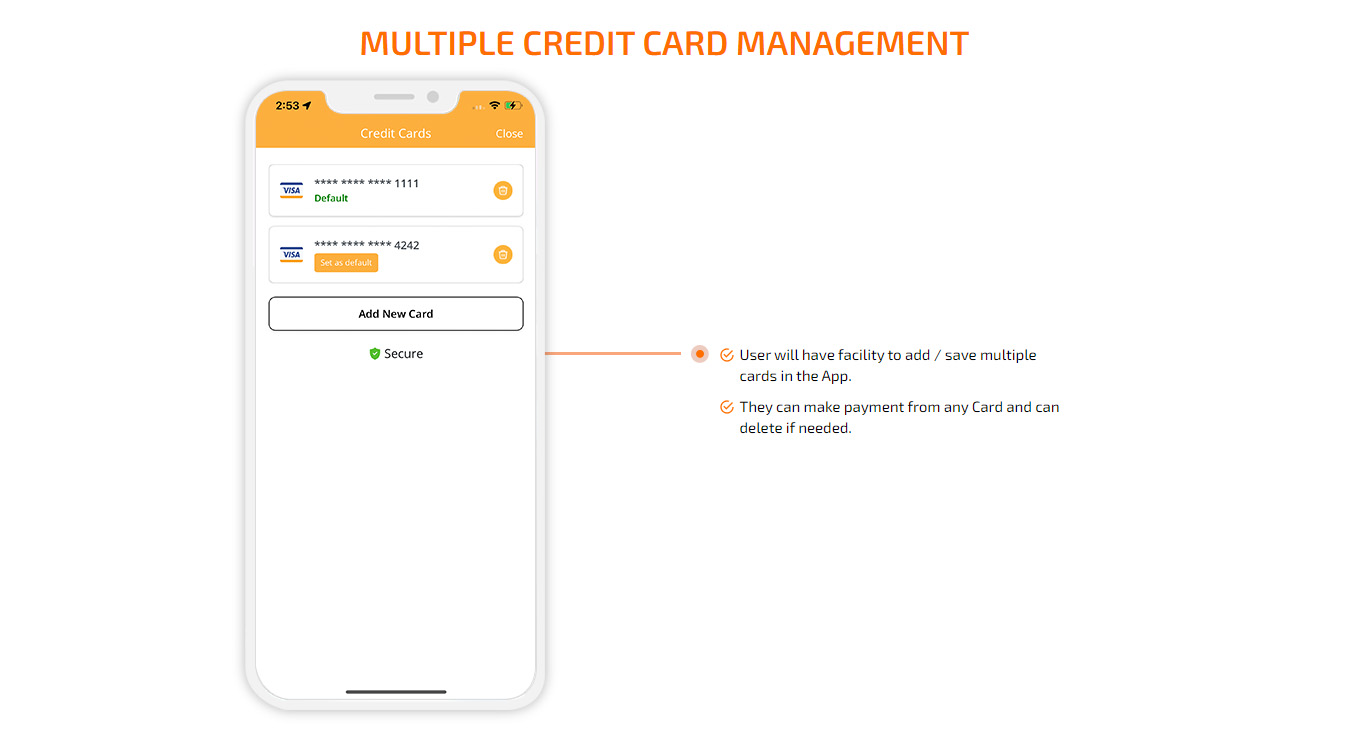 MULTIPLE CREDIT CARD MANAGEMENT
2:53
Credit Cards
Close
VISA
**** **** **** 1111
Default
VISA
**** **** **** 4242
Set as default
Add New Card
Secure
User will have facility to add / save multiple
cards in the App.
They can make payment from any Card and can
delete if needed.